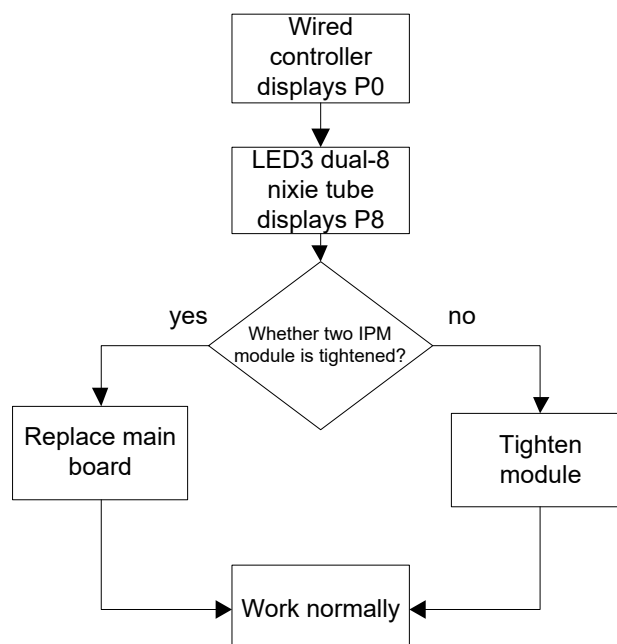 Wired
controller
displays P0
LED3 dual-8
nixie tube
displays P8
yes
no
Whether two IPM
module is tightened?
Replace main
board
Tighten
module
Work normally